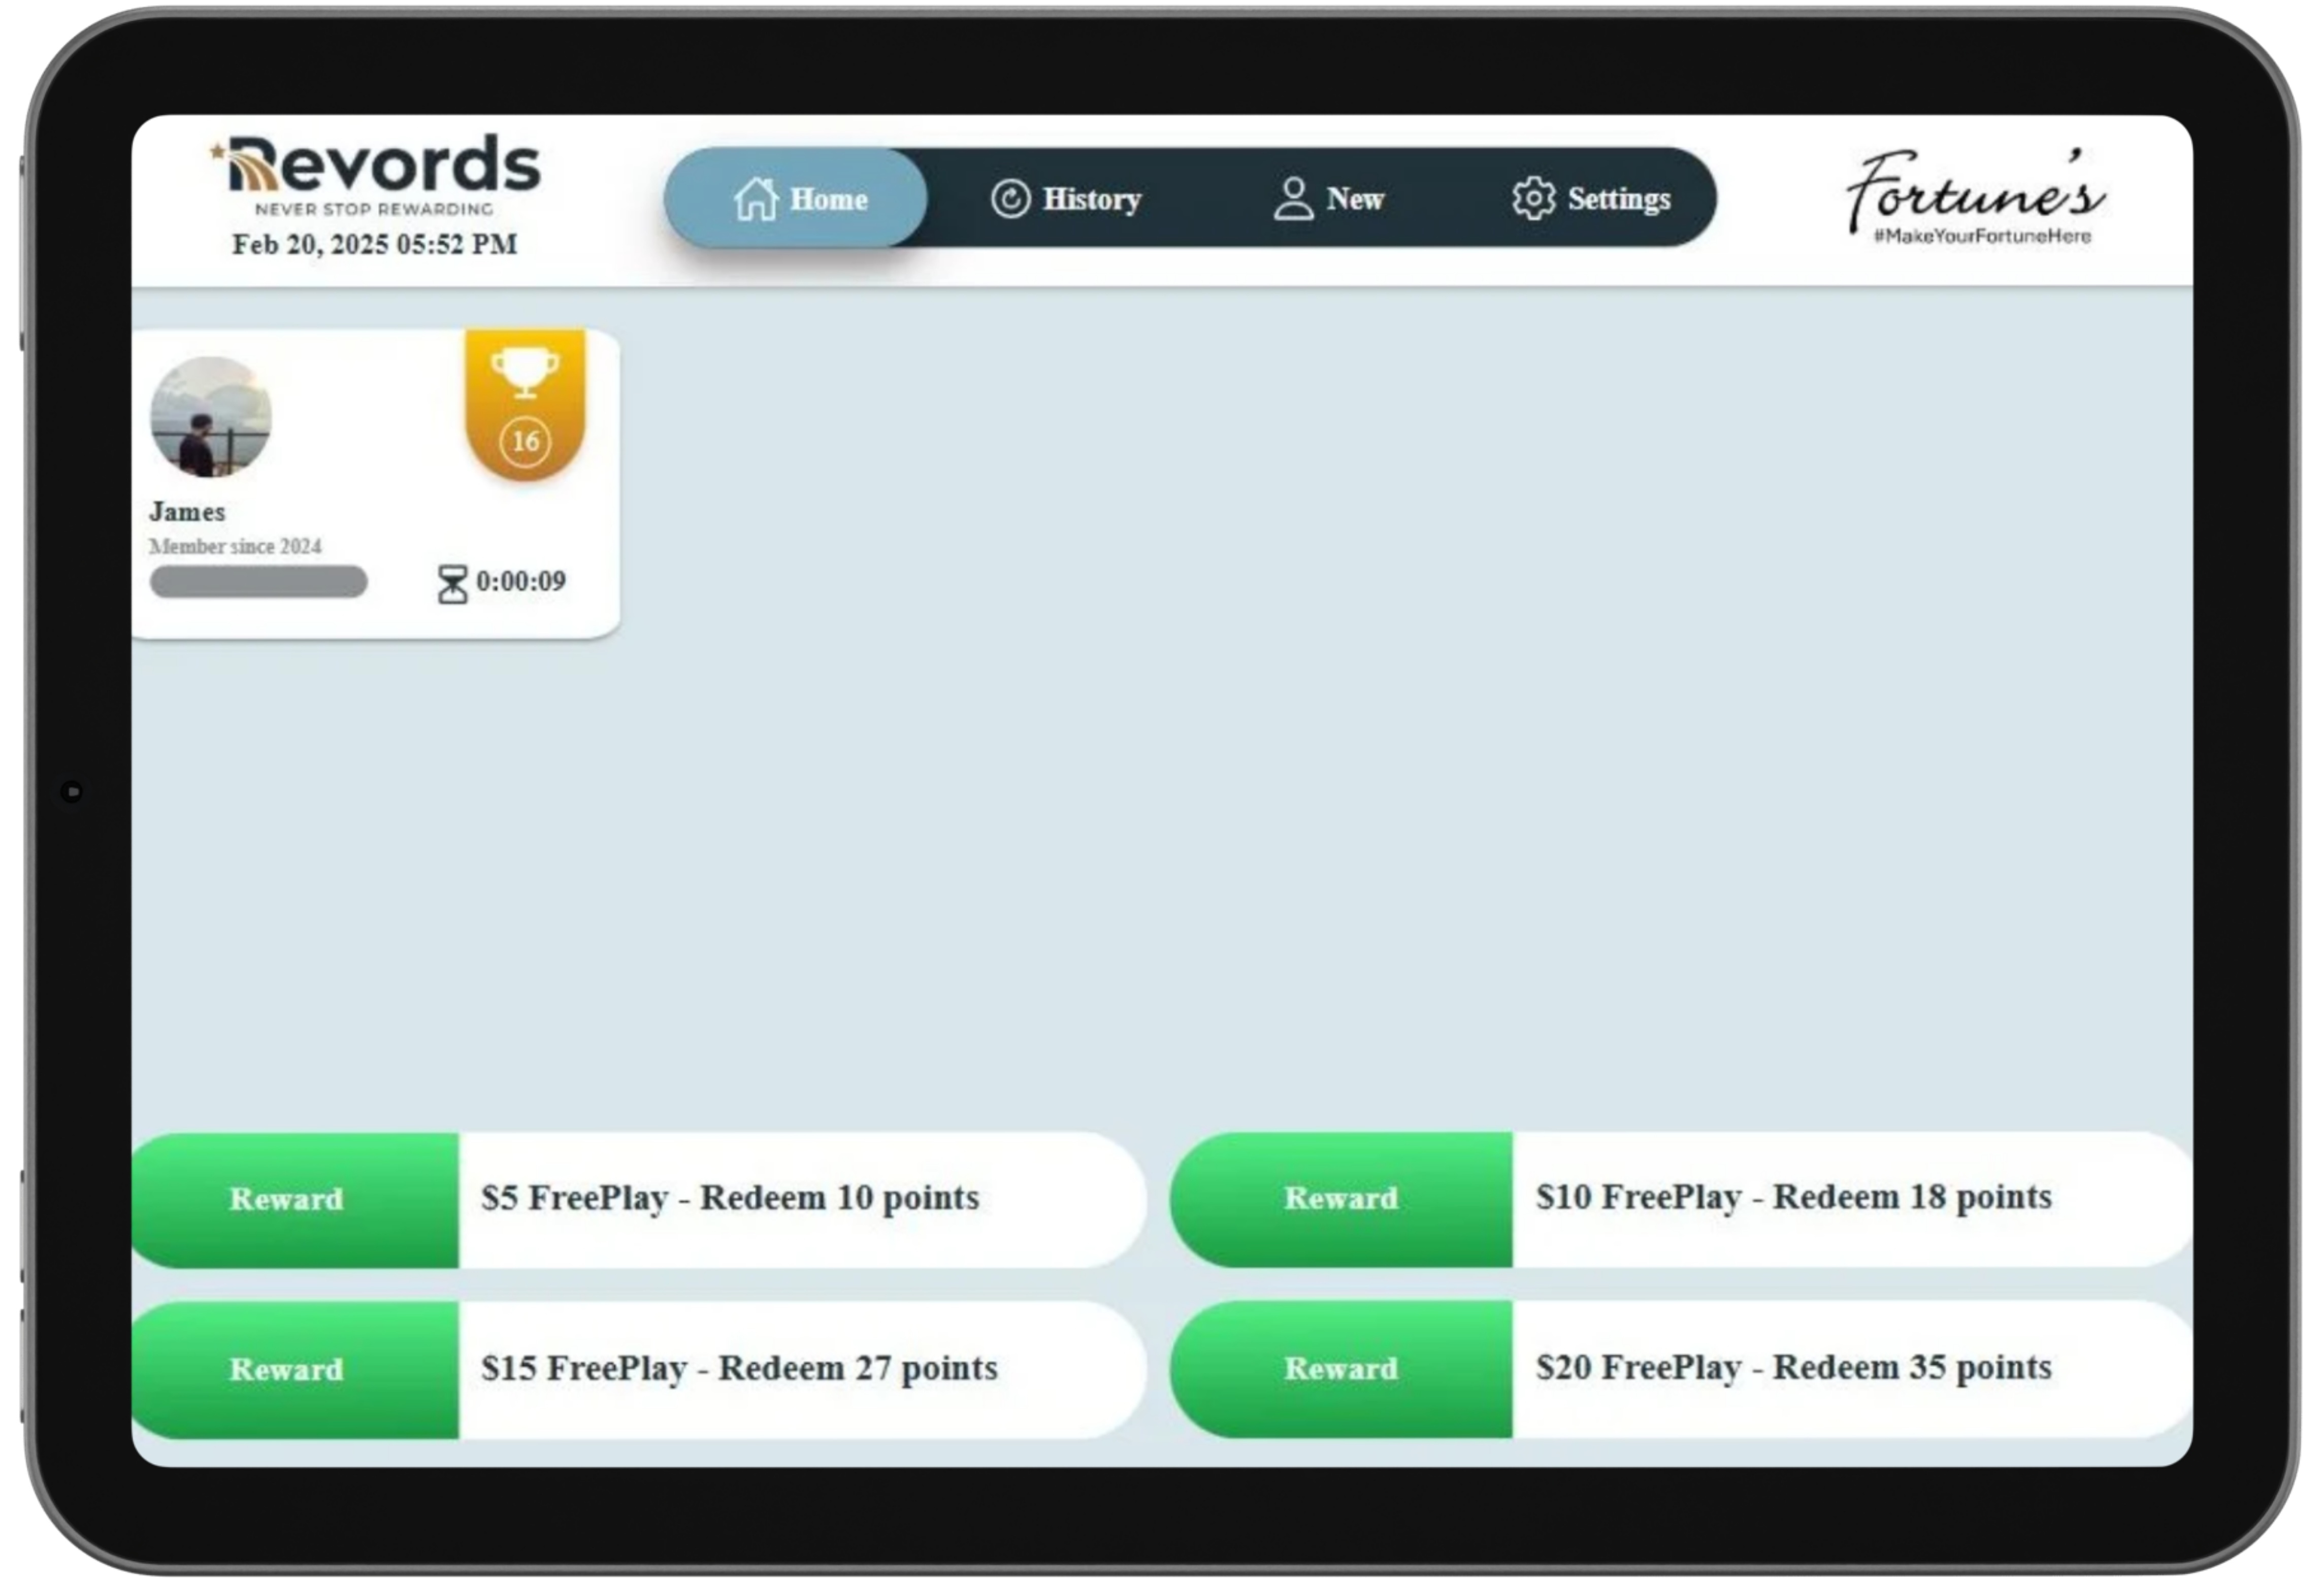 Revords
NEVER STOP REWARDING
Feb 20, 2025 05:52 PM
Home
History
New
Settings
Fortune's
#MakeYourFortuneHere
16
James
Member since 2024
0:00:09
Reward
$5 FreePlay - Redeem 10 points
Reward
$10 FreePlay - Redeem 18 points
Reward
$15 FreePlay - Redeem 27 points
Reward
$20 FreePlay - Redeem 35 points